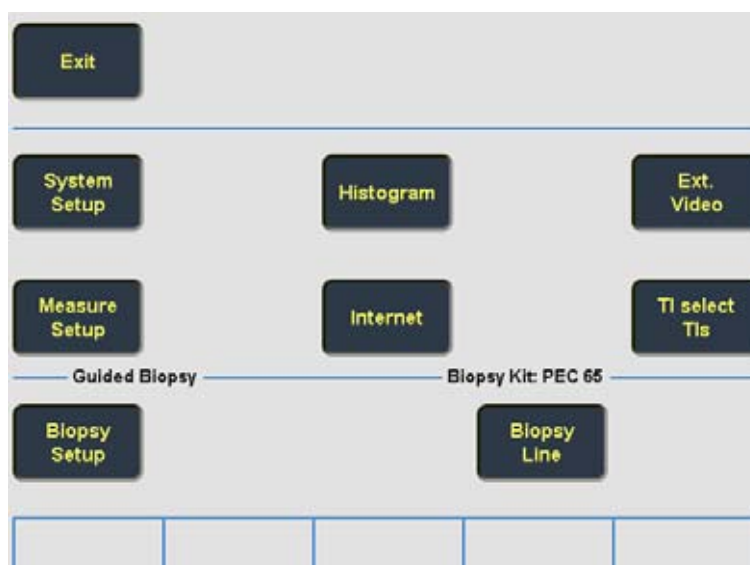 Exit
System
Setup
Histogram
Ext.
Video
Measure
Setup
Internet
TI select
TIs
Guided Biopsy
Biopsy Kit: PEC 65
Biopsy
Setup
Biopsy
Line